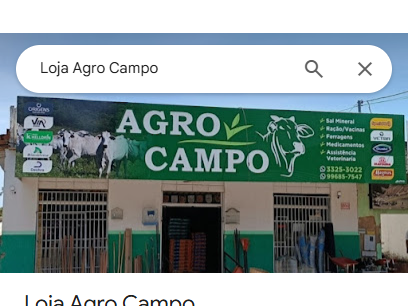 Loja Agro Campo
AGRO
CAMPO
Sal Mineral
Ração/Vacinas
Ferragens
Medicamentos
Assistência
Veterinaria
3325-3022
99685-7547
Loja Agro Campo